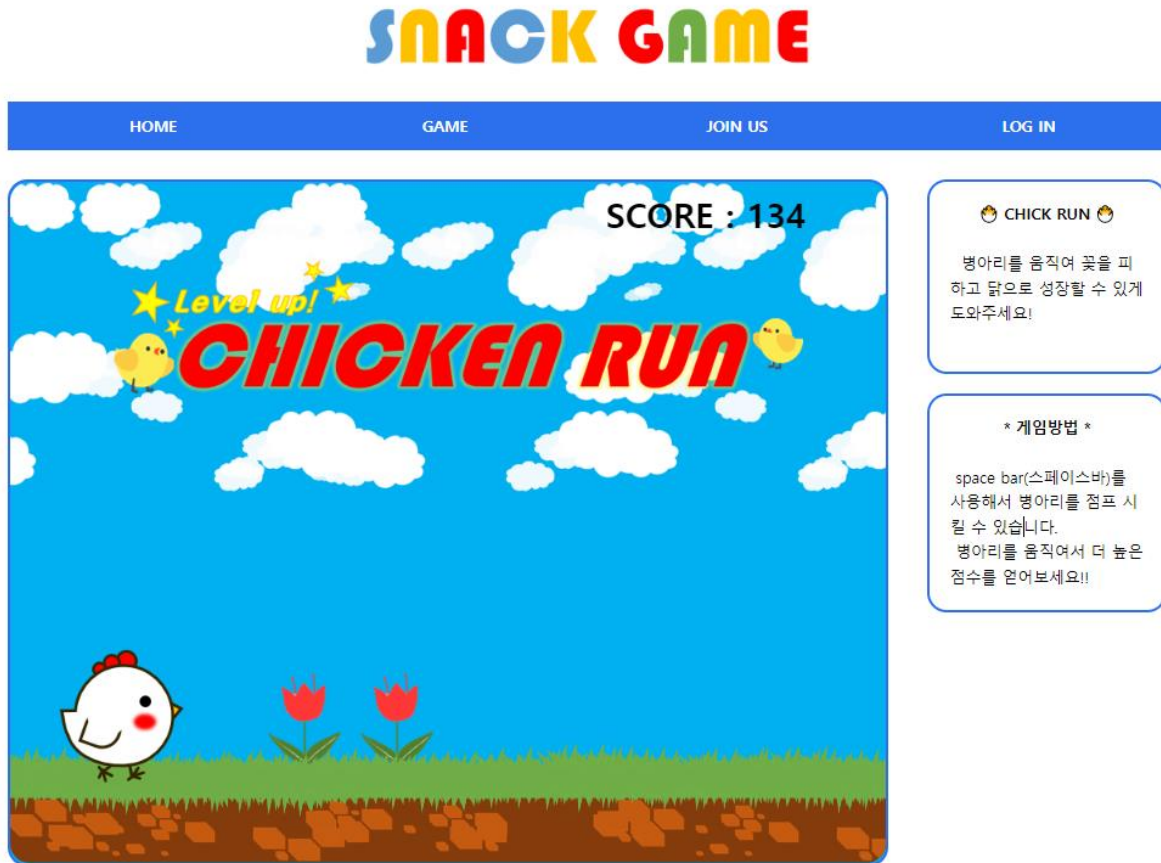 SNACK GAME
HOME GAME JOIN US LOG IN
SCORE : 134
Level up!
CHICKEN RUN
🐣 CHICK RUN 🐣
병아리를 움직여 꽃을 피
하고 닭으로 성장할 수 있게
도와주세요!
* 게임방법 *
space bar(스페이스바)를
사용해서 병아리를 점프 시
킬 수 있습니다.
병아리를 움직여서 더 높은
점수를 얻어보세요!!